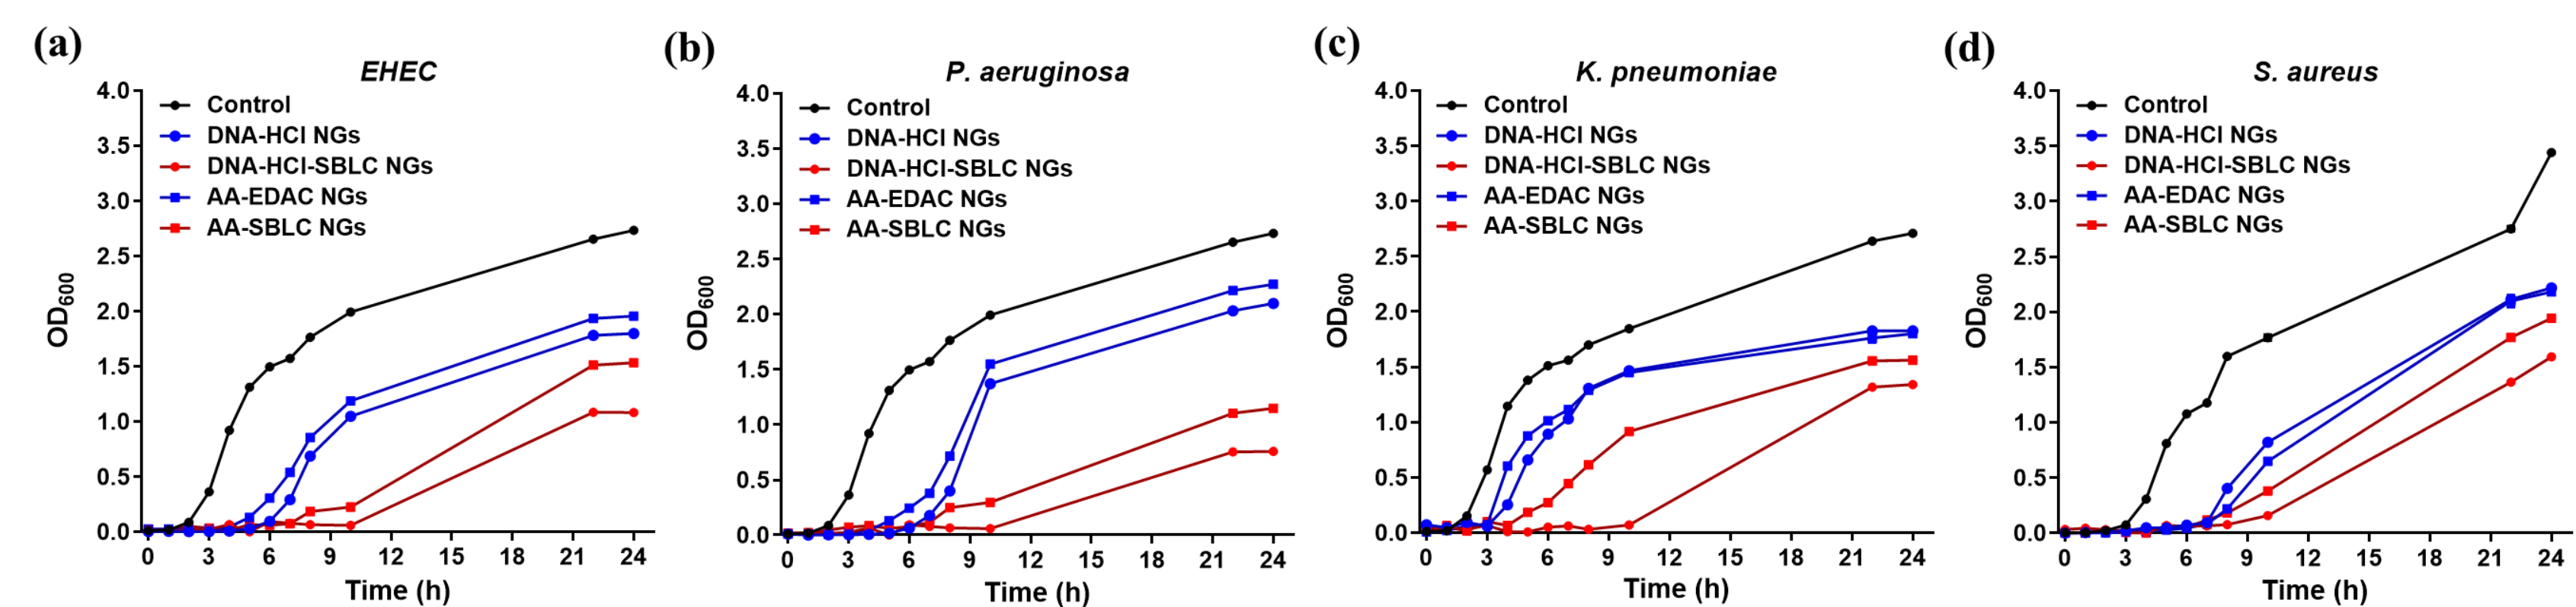 (a)
EHEC
4.0
3.5
3.0
2.5
2.0
1.5
1.0
0.5
0.0
OD600
Control
DNA-HCl NGs
DNA-HCl-SBLC NGs
AA-EDAC NGs
AA-SBLC NGs
0 3 6 9 12 15 18 21 24
Time (h)
(b)
P. aeruginosa
4.0
3.5
3.0
2.5
2.0
1.5
1.0
0.5
0.0
OD600
Control
DNA-HCl NGs
DNA-HCl-SBLC NGs
AA-EDAC NGs
AA-SBLC NGs
0 3 6 9 12 15 18 21 24
Time (h)
(c)
K. pneumoniae
4.0
3.5
3.0
2.5
2.0
1.5
1.0
0.5
0.0
OD600
Control
DNA-HCl NGs
DNA-HCl-SBLC NGs
AA-EDAC NGs
AA-SBLC NGs
0 3 6 9 12 15 18 21 24
Time (h)
(d)
S. aureus
4.0
3.5
3.0
2.5
2.0
1.5
1.0
0.5
0.0
OD600
Control
DNA-HCl NGs
DNA-HCl-SBLC NGs
AA-EDAC NGs
AA-SBLC NGs
0 3 6 9 12 15 18 21 24
Time (h)